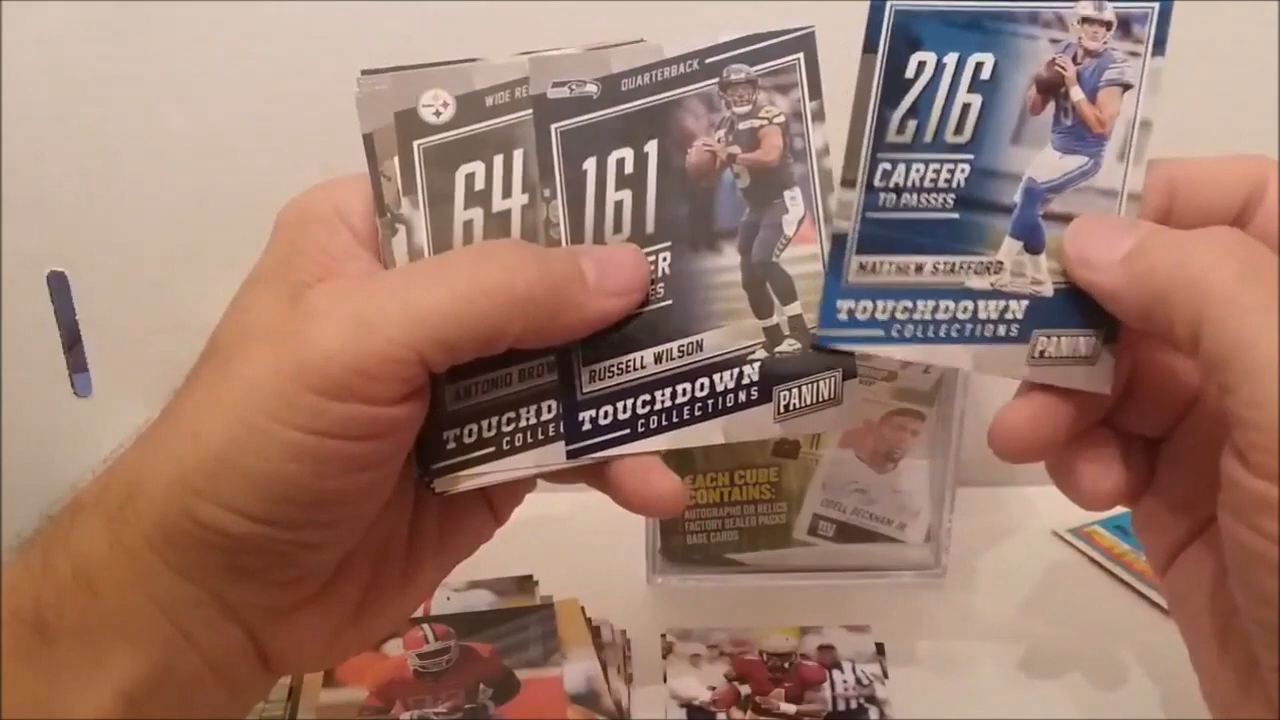 WIDE RE
64
ANTONIO BROW
TOUCHD
COLLE
QUARTERBACK
161
ER
ES
RUSSELL WILSON
TOUCHDOWN
COLLECTIONS
PANINI
216
CAREER
TD PASSES
MATTHEW STAFFORD
TOUCHDOWN
COLLECTIONS
PANINI
EACH CUBE
CONTAINS:
AUTOGRAPHS OR RELICS
FACTORY SEALED PACKS
BASE CARDS
ODELL BECKHAM JR.